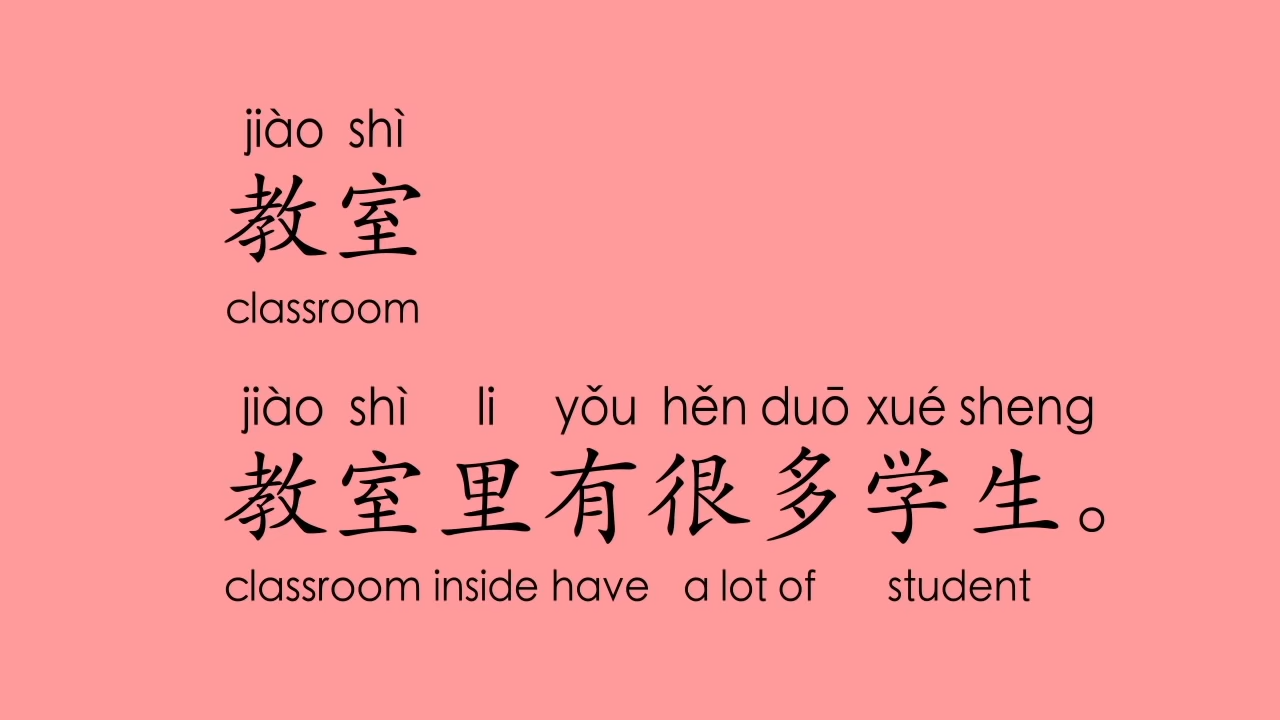 jiào shì
教室
classroom
jiào shì li yǒu hěn duō xué sheng
教室里有很多学生。
classroom inside have a lot of student